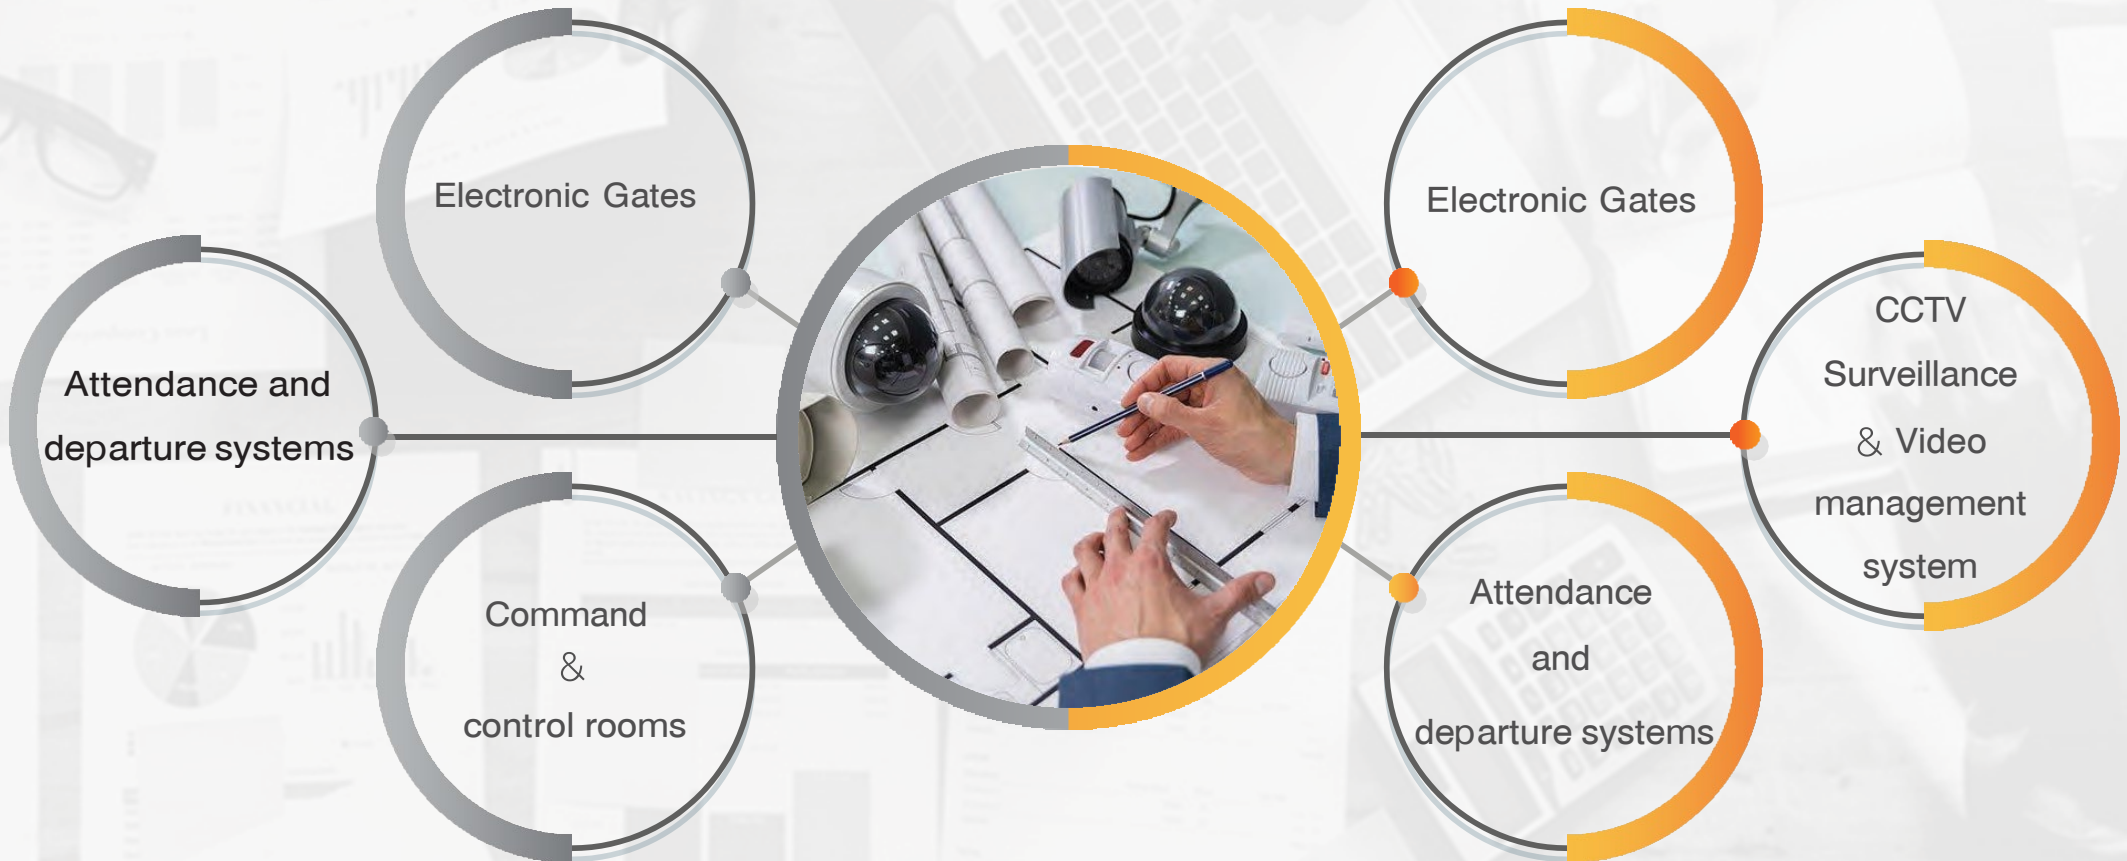 Electronic Gates
Attendance and
departure systems
Command
&
control rooms
Electronic Gates
CCTV
Surveillance
& Video
management
system
Attendance
and
departure systems